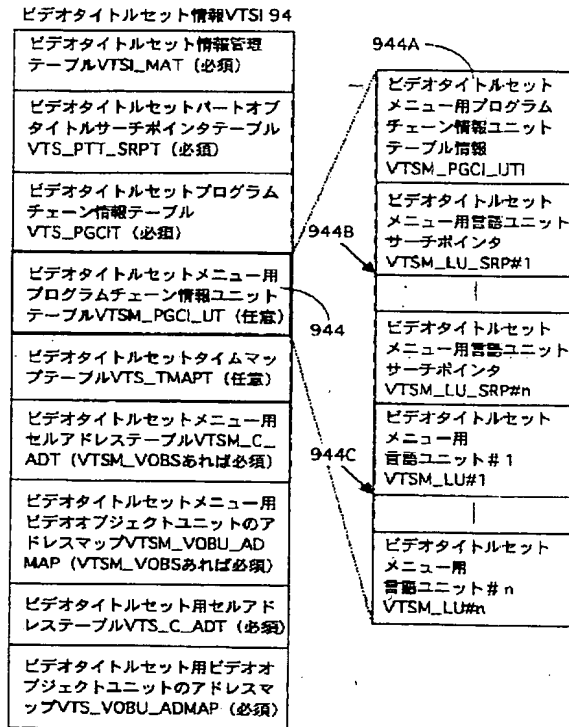 ビデオタイトルセット情報VTSI 94
ビデオタイトルセット情報管理
テーブルVTSI_MAT（必須）
ビデオタイトルセットパートオブ
タイトルサーチポインタテーブル
VTS_PTT_SRPT（必須）
ビデオタイトルセットプログラム
チェーン情報テーブル
VTS_PGCIT（必須）
ビデオタイトルセットメニュー用
プログラムチェーン情報ユニット
テーブルVTSM_PGCI_UT（任意）
ビデオタイトルセットタイムマッ
プテーブルVTS_TMAPT（任意）
ビデオタイトルセットメニュー用
セルアドレステーブルVTSM_C_
ADT（VTSM_VOBSあれば必須）
ビデオタイトルセットメニュー用
ビデオオブジェクトユニットのア
ドレスマップVTSM_VOBU_AD
MAP（VTSM_VOBSあれば必須）
ビデオタイトルセット用セルアド
レステーブルVTS_C_ADT（必須）
ビデオタイトルセット用ビデオオ
ブジェクトユニットのアドレスマ
ップVTS_VOBU_ADMAP（必須）
944
944A
ビデオタイトルセット
メニュー用プログラム
チェーン情報ユニット
テーブル情報
VTSM_PGCI_UTI
944B
ビデオタイトルセット
メニュー用言語ユニット
サーチポインタ
VTSM_LU_SRP#1
ビデオタイトルセット
メニュー用言語ユニット
サーチポインタ
VTSM_LU_SRP#n
944C
ビデオタイトルセット
メニュー用
言語ユニット＃1
VTSM_LU#1
ビデオタイトルセット
メニュー用
言語ユニット＃n
VTSM_LU#n